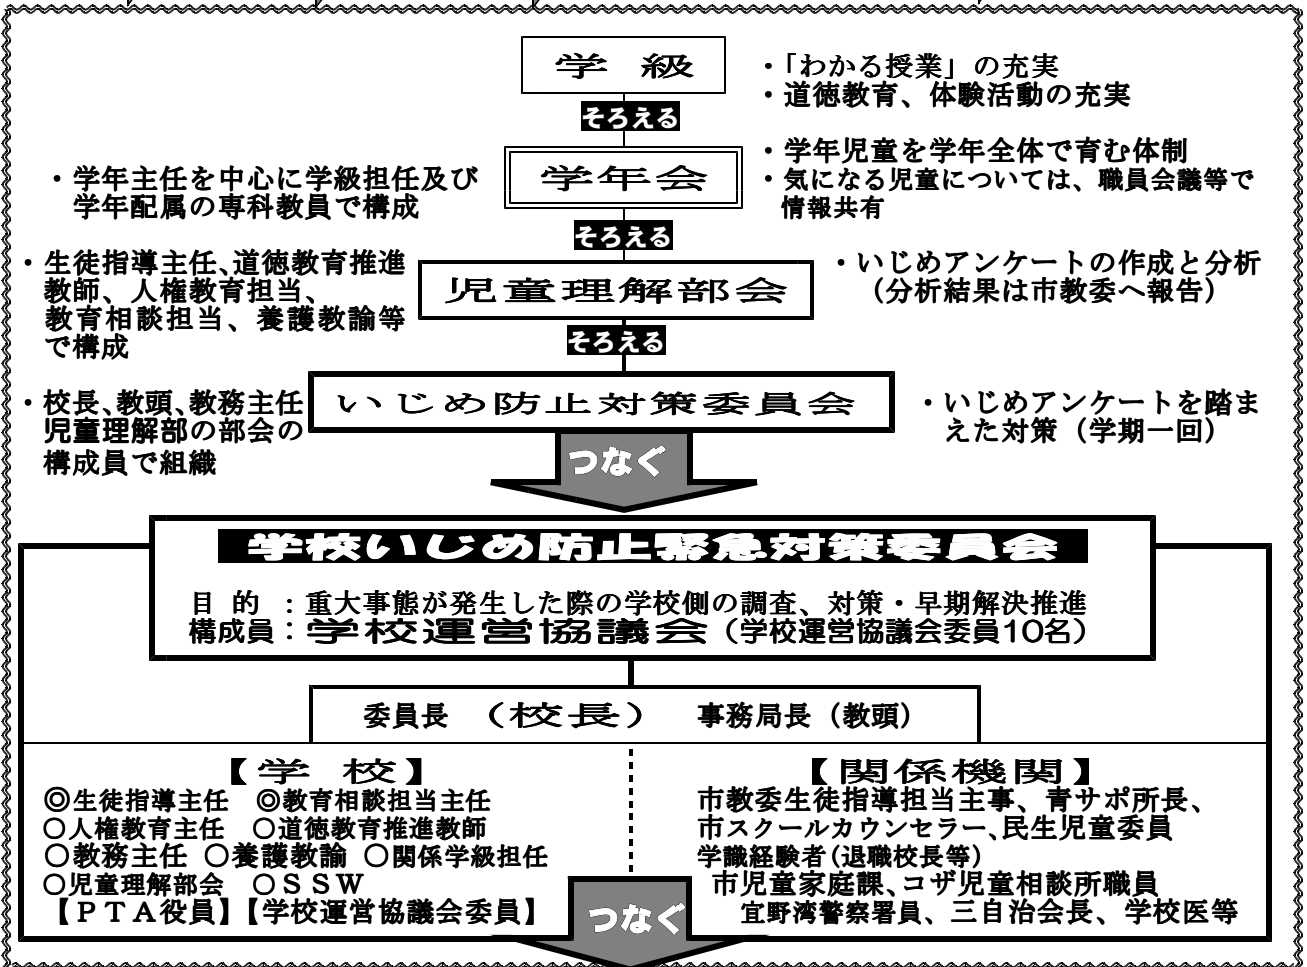 学 級
・「わかる授業」の充実
・道徳教育、体験活動の充実
そろえる
・学年主任を中心に学級担任及び
学年配属の専科教員で構成
学年会
・学年児童を学年全体で育む体制
・気になる児童については、職員会議等で
情報共有
そろえる
・生徒指導主任、道徳教育推進
教師、人権教育担当、
教育相談担当、養護教諭等
で構成
児童理解部会
・いじめアンケートの作成と分析
（分析結果は市教委へ報告）
そろえる
・校長、教頭、教務主任
児童理解部の部会の
構成員で組織
いじめ防止対策委員会
・いじめアンケートを踏ま
えた対策（学期一回）
つなぐ
学校いじめ防止緊急対策委員会
目 的 ：重大事態が発生した際の学校側の調査、対策・早期解決推進
構成員：学校運営協議会（学校運営協議会委員10名）
委員長 （校長） 事務局長（教頭）
【学 校】
◎生徒指導主任 ◎教育相談担当主任
○人権教育主任 ○道徳教育推進教師
○教務主任 ○養護教諭 ○関係学級担任
○児童理解部会 ○ＳＳＷ
【ＰＴＡ役員】【学校運営協議会委員】
【関係機関】
市教委生徒指導担当主事、青サポ所長、
市スクールカウンセラー、民生児童委員
学識経験者（退職校長等）
市児童家庭課、コザ児童相談所職員
宜野湾警察署員、三自治会長、学校医等
つなぐ